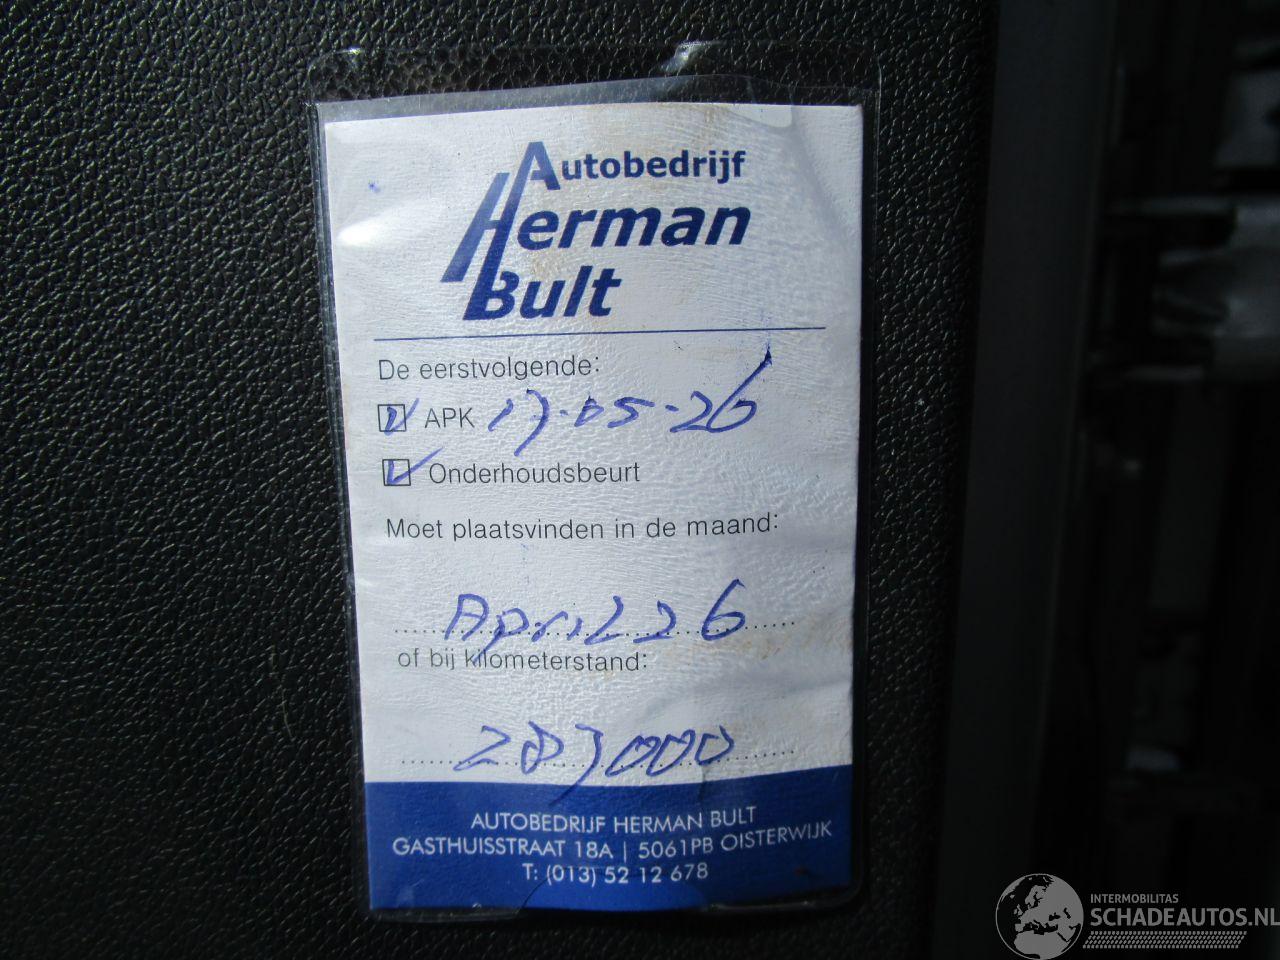 Autobedrijf
Herman
Bult
De eerstvolgende:
APK 17-05-26
Onderhoudsbeurt
Moet plaatsvinden in de maand:
April 26
of bij kilometerstand:
283000
AUTOBEDRIJF HERMAN BULT
GASTHUISSTRAAT 18A | 5061PB OISTERWIJK
T: (013) 52 12 678
INTERMOBILITAS
SCHADEAUTOS.NL